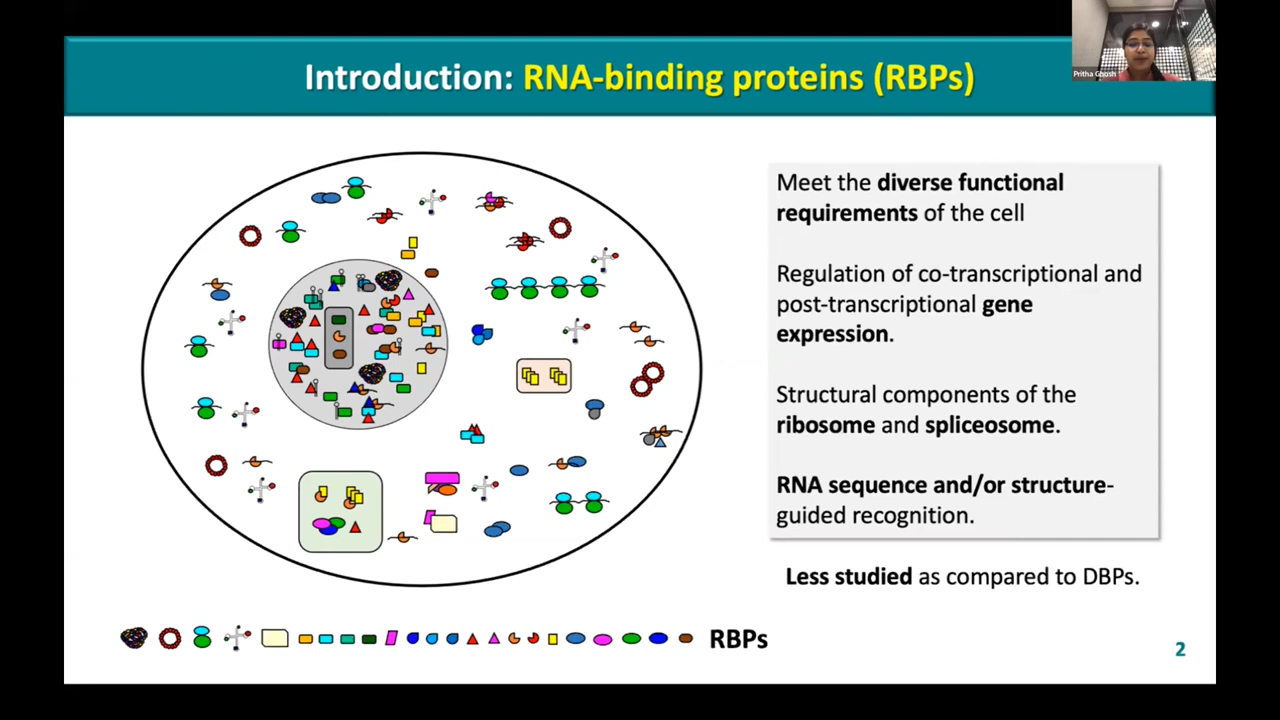 Introduction: RNA-binding proteins (RBPs)
Pritha Ghosh
Meet the diverse functional
requirements of the cell
Regulation of co-transcriptional and
post-transcriptional gene
expression.
Structural components of the
ribosome and spliceosome.
RNA sequence and/or structure-
guided recognition.
Less studied as compared to DBPs.
RBPs
2